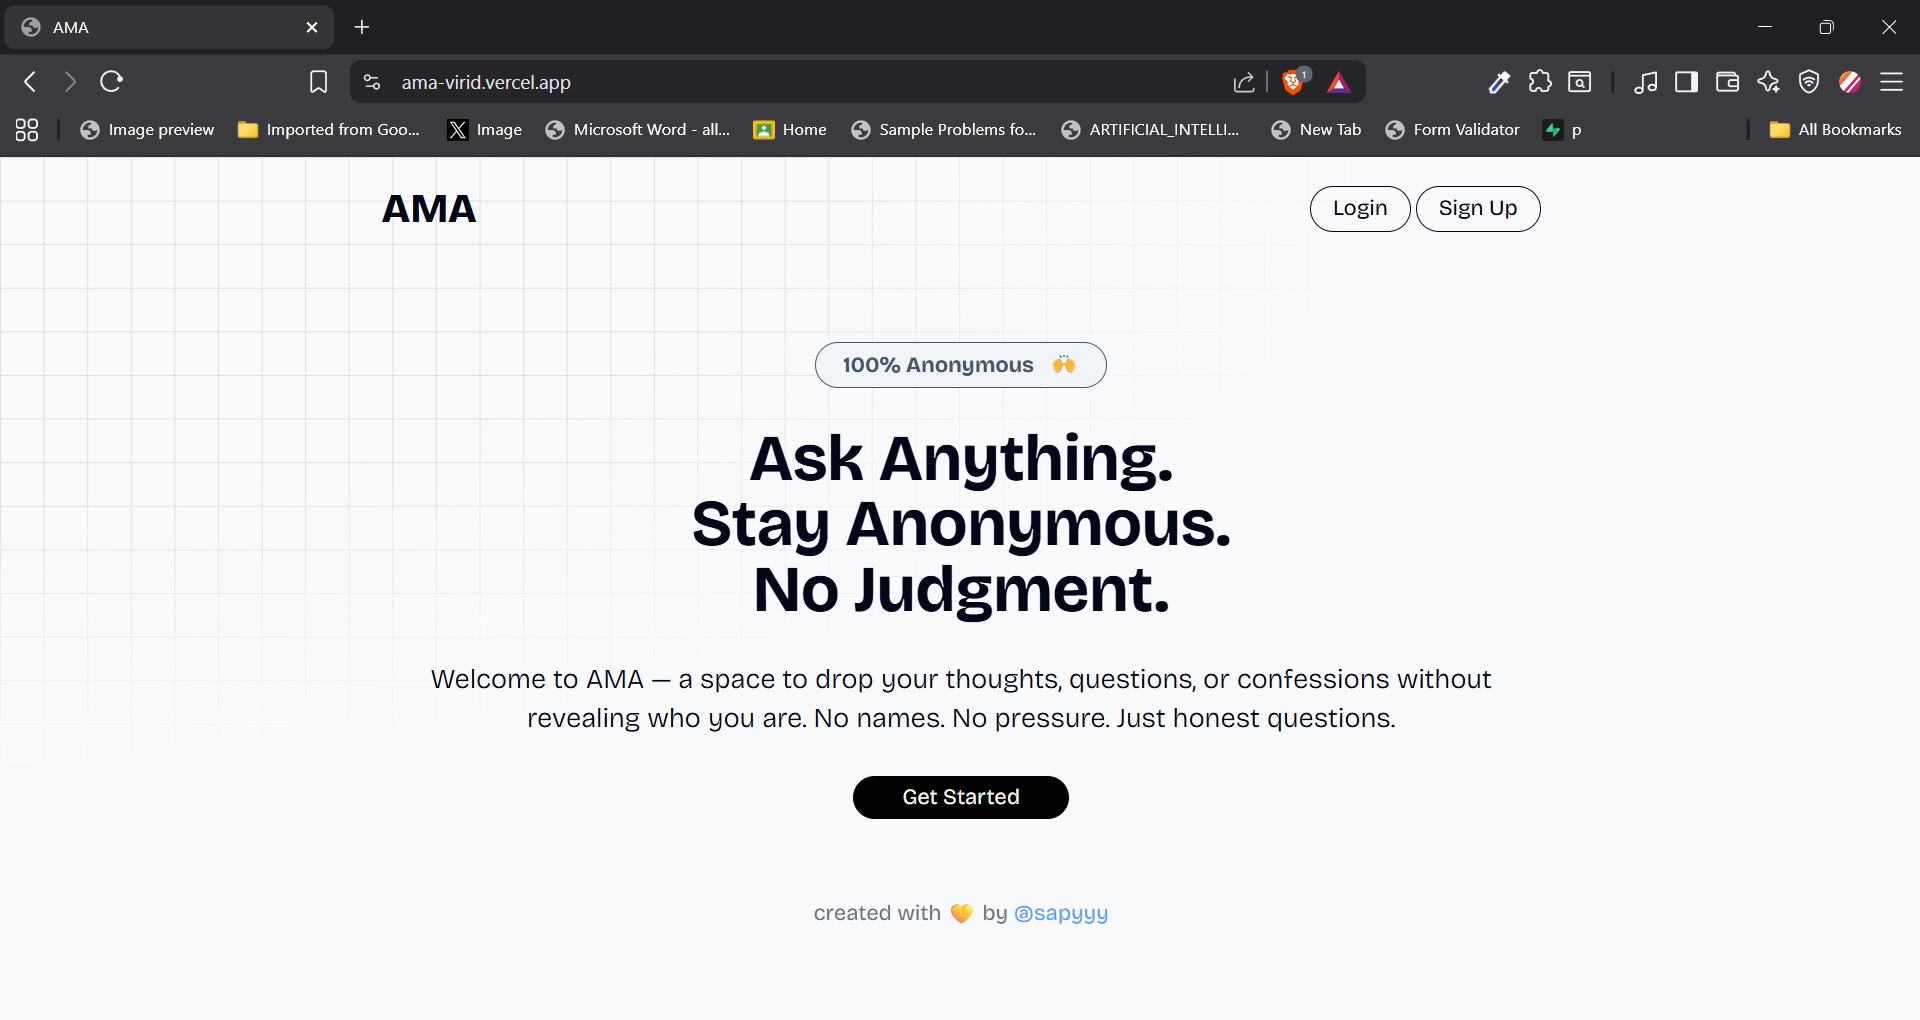 AMA
ama-virid.vercel.app
1
Image preview
Imported from Goo...
Image
Microsoft Word - all...
Home
Sample Problems fo...
ARTIFICIAL_INTELLI...
New Tab
Form Validator
p
All Bookmarks
AMA
Login
Sign Up
100% Anonymous 🙌
Ask Anything.
Stay Anonymous.
No Judgment.
Welcome to AMA — a space to drop your thoughts, questions, or confessions without
revealing who you are. No names. No pressure. Just honest questions.
Get Started
created with 💛 by @sapyyy